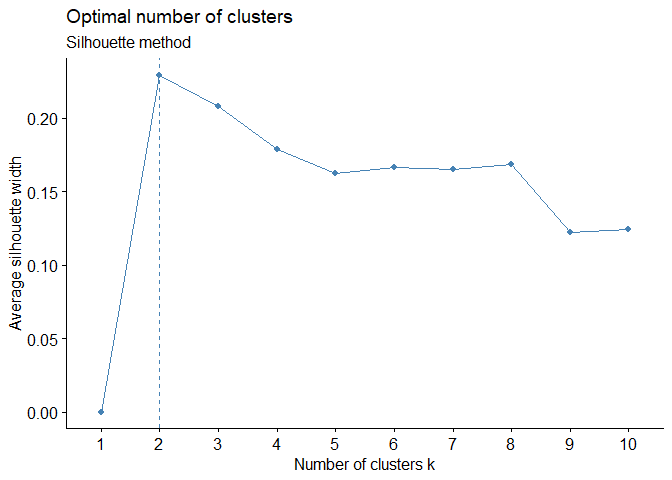 Optimal number of clusters
Silhouette method
Average silhouette width
0.20
0.15
0.10
0.05
0.00
1 2 3 4 5 6 7 8 9 10
Number of clusters k